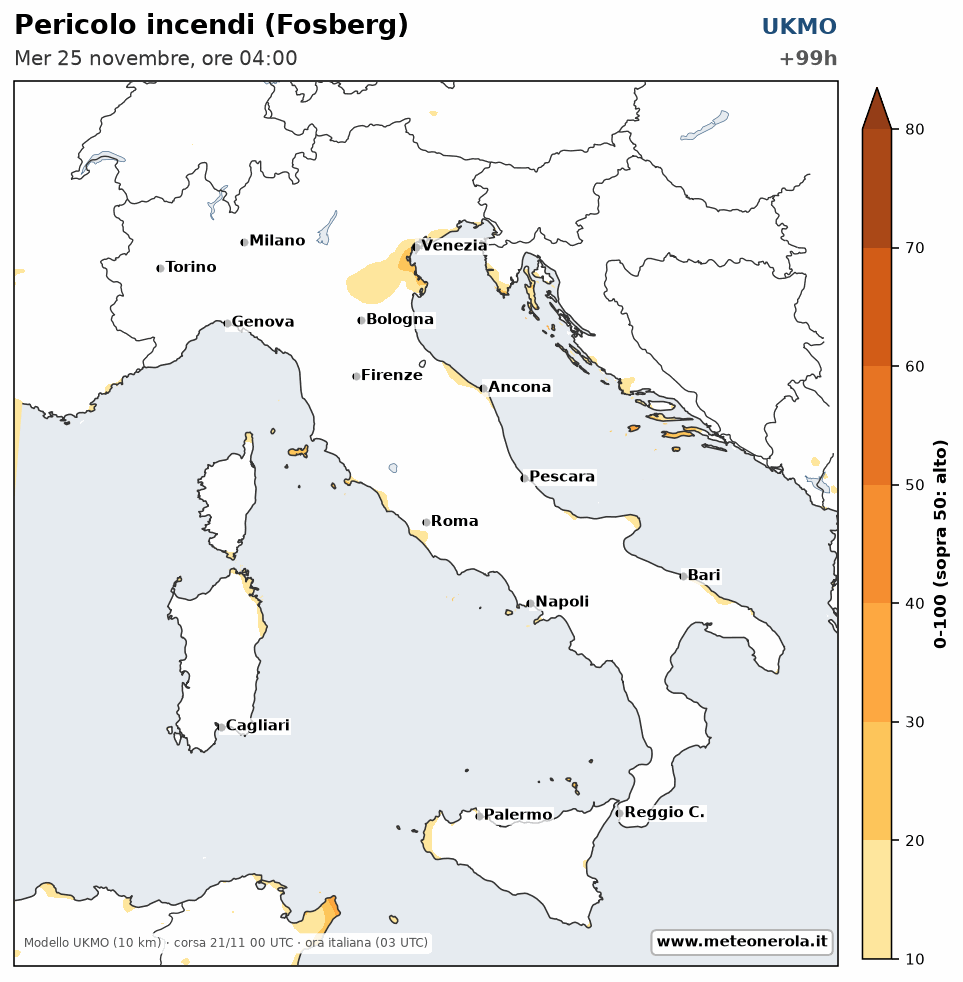 Pericolo incendi (Fosberg)
UKMO
Mer 25 novembre, ore 04:00
+99h
80
70
60
50
40
30
20
10
0-100 (sopra 50: alto)
Milano
Venezia
Torino
Genova
Bologna
Firenze
Ancona
Pescara
Roma
Bari
Napoli
Cagliari
Palermo
Reggio C.
Modello UKMO (10 km) · corsa 21/11 00 UTC · ora italiana (03 UTC)
www.meteonerola.it